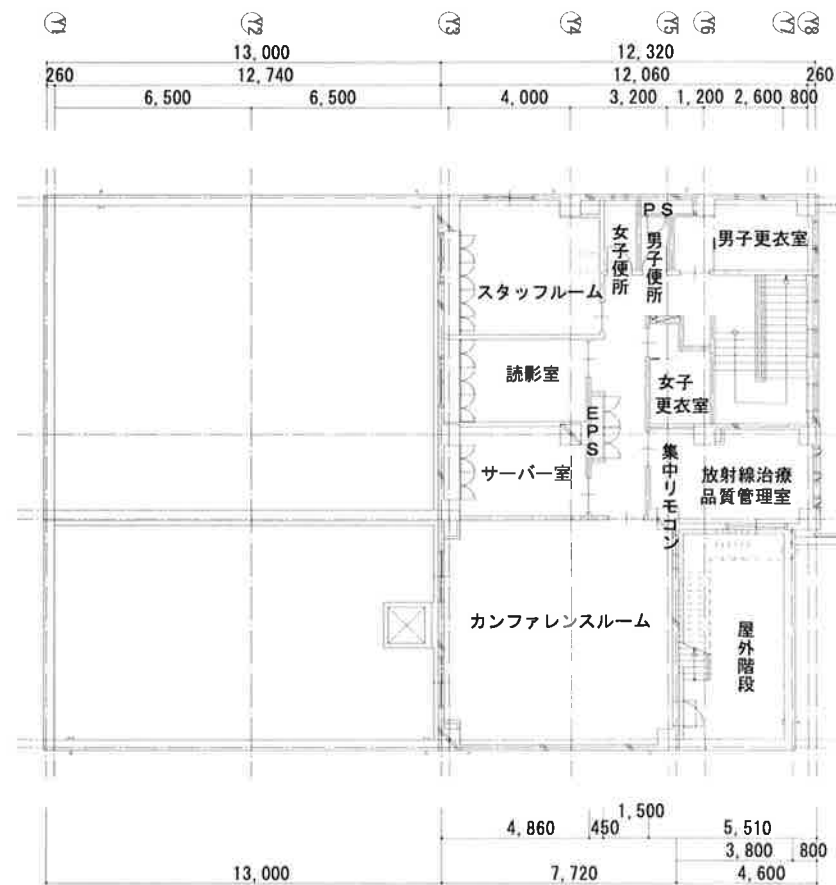 Y1 Y2 Y3 Y4 Y5 Y6 Y7 Y8
13,000 12,320
260 12,740 12,060 260
6,500 6,500 4,000 3,200 1,200 2,600 800
PS
女子便所
男子便所
男子更衣室
スタッフルーム
読影室
女子
更衣室
EPS
サーバー室
集中リモコン
放射線治療
品質管理室
カンファレンスルーム
屋外階段
1,500
4,860 450 5,510
3,800 800
13,000 7,720 4,600